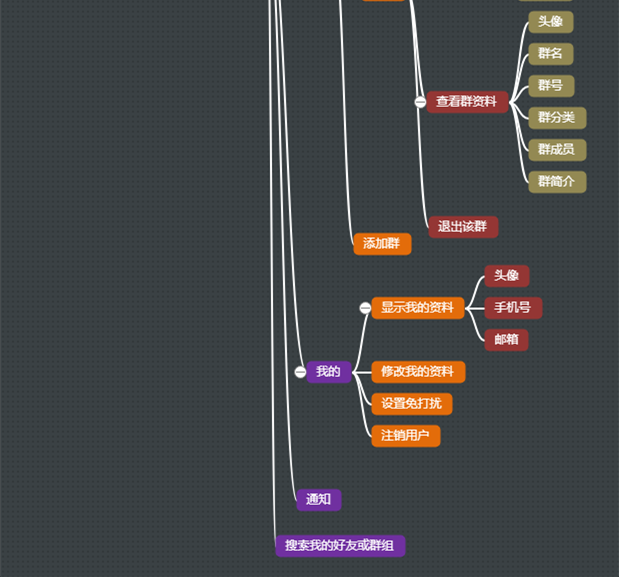 头像
群名
群号
查看群资料
群分类
群成员
群简介
退出该群
添加群
头像
显示我的资料
手机号
邮箱
我的
修改我的资料
设置免打扰
注销用户
通知
搜索我的好友或群组